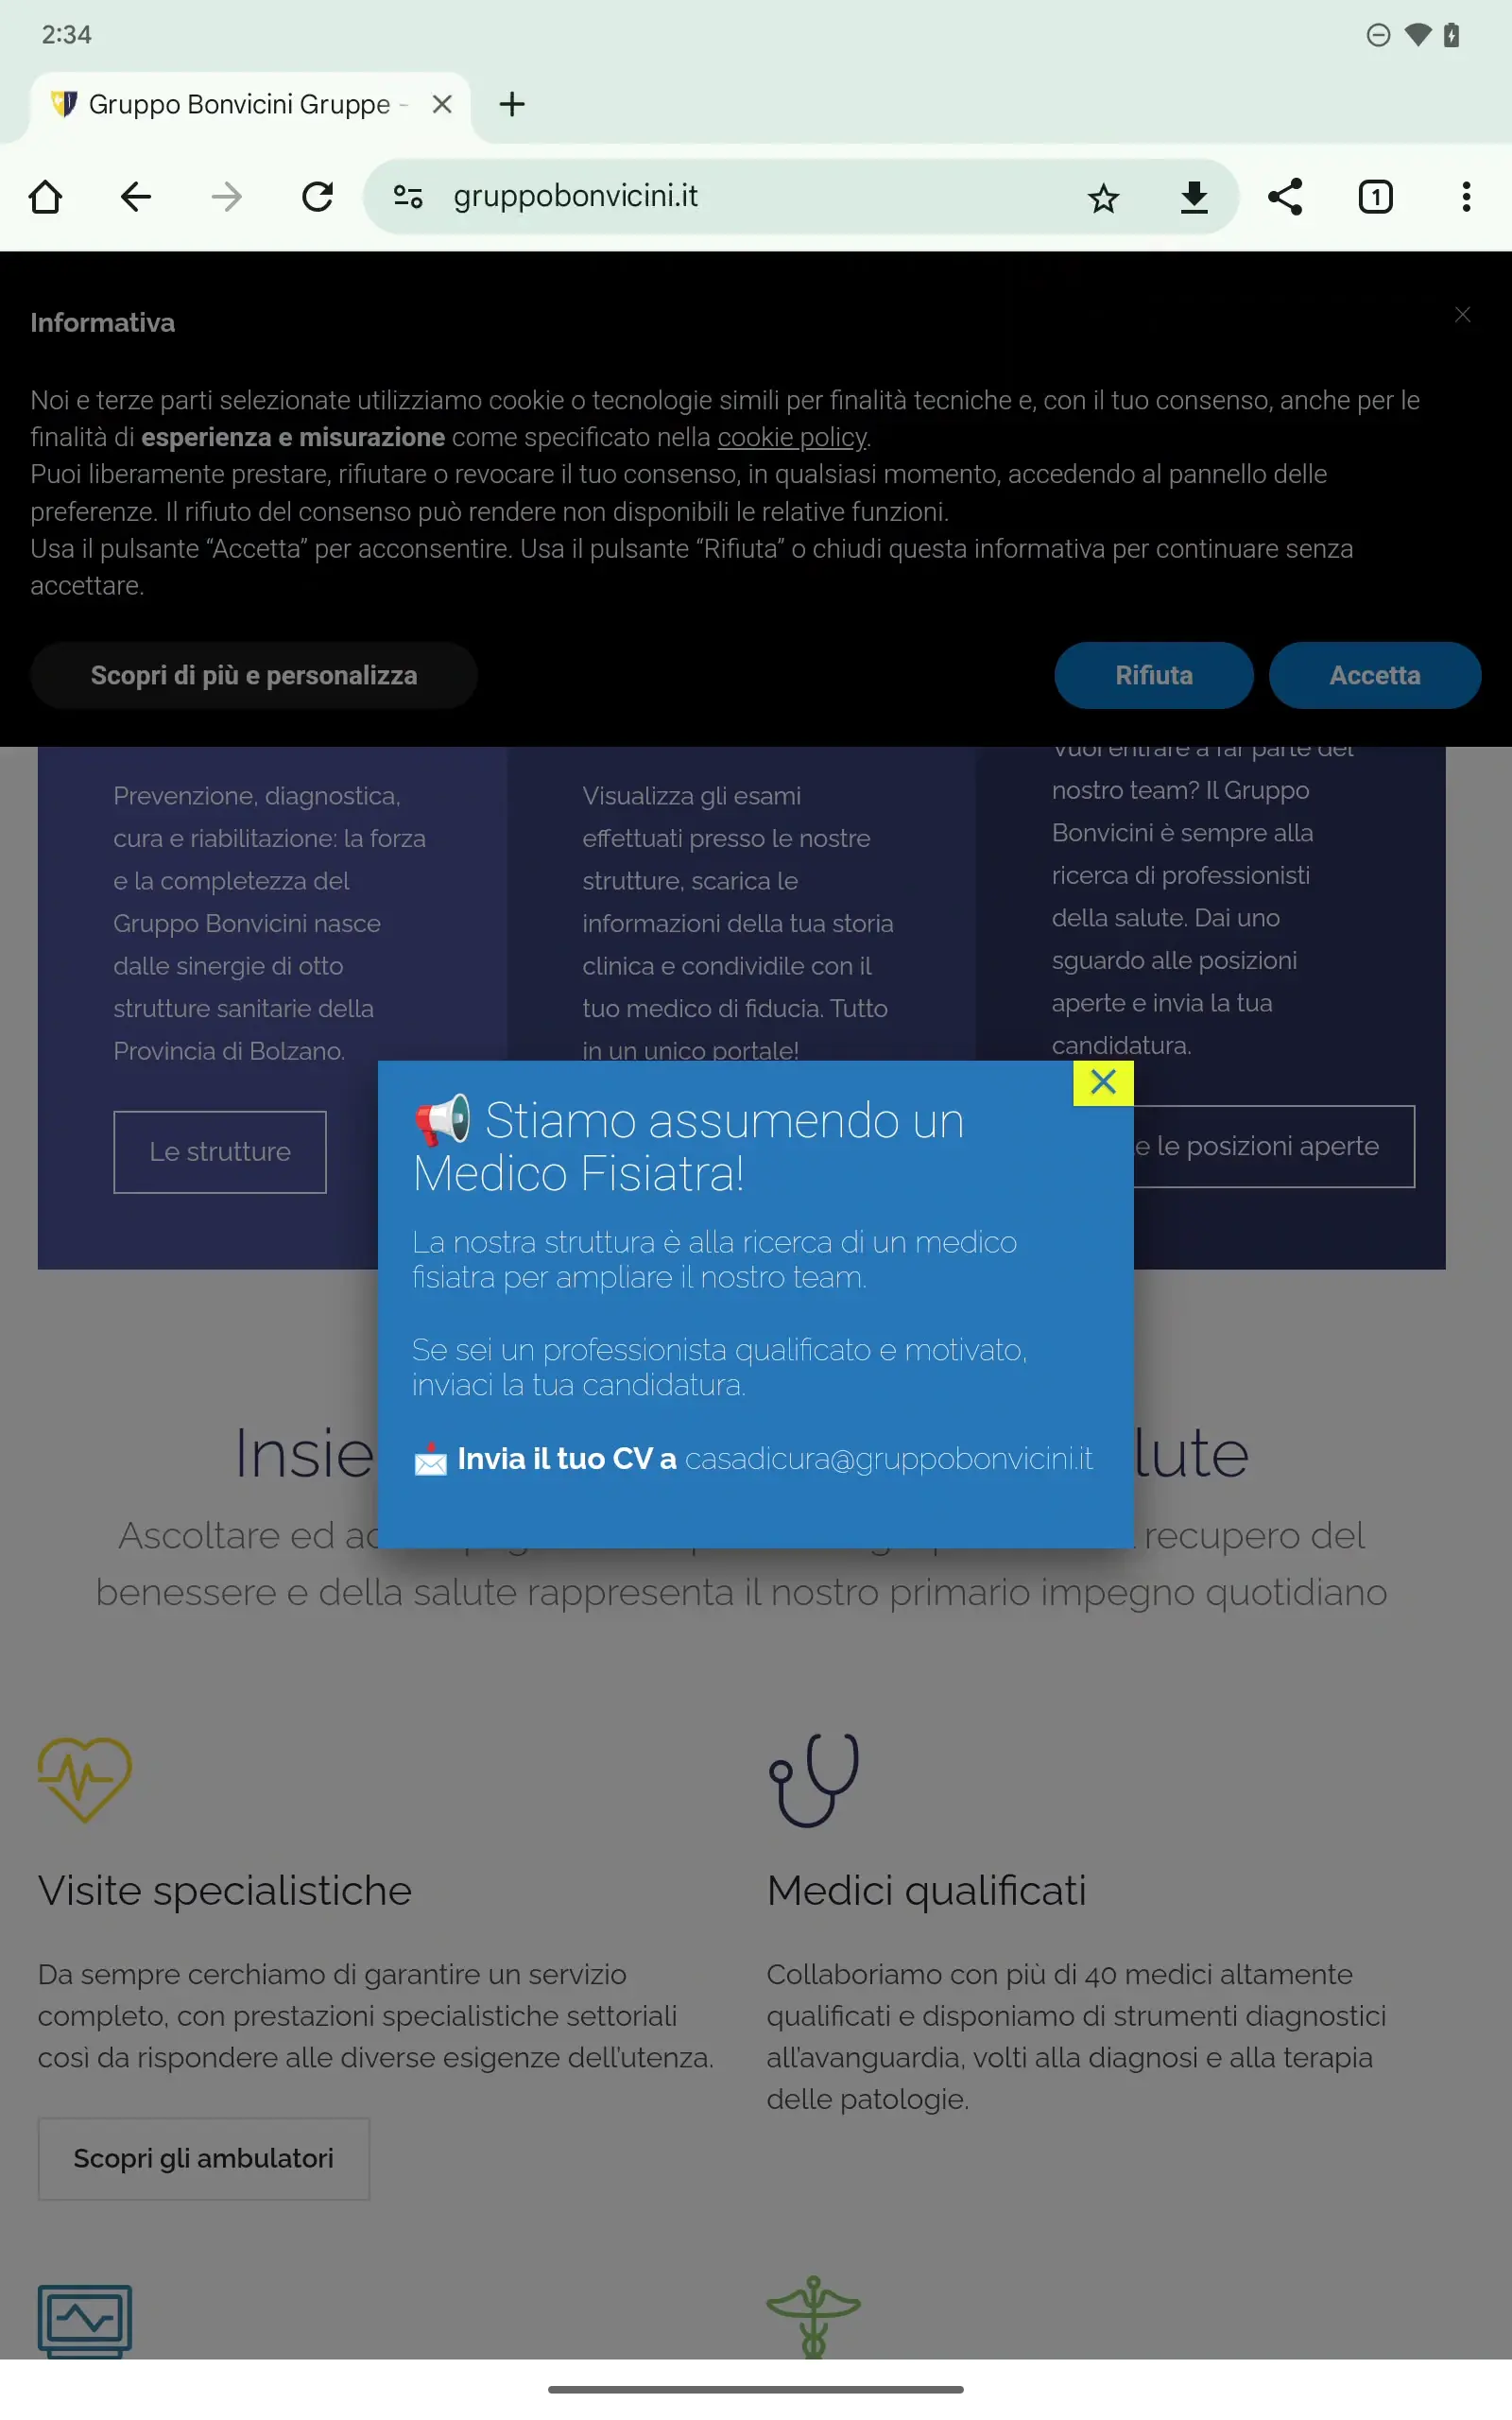 2:34
Gruppo Bonvicini Gruppe -
gruppobonvicini.it
1
Informativa
Noi e terze parti selezionate utilizziamo cookie o tecnologie simili per finalità tecniche e, con il tuo consenso, anche per le
finalità di esperienza e misurazione come specificato nella cookie policy.
Puoi liberamente prestare, rifiutare o revocare il tuo consenso, in qualsiasi momento, accedendo al pannello delle
preferenze. Il rifiuto del consenso può rendere non disponibili le relative funzioni.
Usa il pulsante “Accetta” per acconsentire. Usa il pulsante “Rifiuta” o chiudi questa informativa per continuare senza
accettare.
Scopri di più e personalizza
Rifiuta
Accetta
Prevenzione, diagnostica,
cura e riabilitazione: la forza
e la completezza del
Gruppo Bonvicini nasce
dalle sinergie di otto
strutture sanitarie della
Provincia di Bolzano.
Le strutture
Visualizza gli esami
effettuati presso le nostre
strutture, scarica le
informazioni della tua storia
clinica e condividile con il
tuo medico di fiducia. Tutto
in un unico portale!
Vuoi entrare a far parte del
nostro team? Il Gruppo
Bonvicini è sempre alla
ricerca di professionisti
della salute. Dai uno
sguardo alle posizioni
aperte e invia la tua
candidatura.
e le posizioni aperte
📢 Stiamo assumendo un
Medico Fisiatra!
La nostra struttura è alla ricerca di un medico
fisiatra per ampliare il nostro team.
Se sei un professionista qualificato e motivato,
inviaci la tua candidatura.
📩 Invia il tuo CV a casadicura@gruppobonvicini.it
Insie lute
Ascoltare ed ac recupero del
benessere e della salute rappresenta il nostro primario impegno quotidiano
Visite specialistiche
Da sempre cerchiamo di garantire un servizio
completo, con prestazioni specialistiche settoriali
così da rispondere alle diverse esigenze dell'utenza.
Scopri gli ambulatori
Medici qualificati
Collaboriamo con più di 40 medici altamente
qualificati e disponiamo di strumenti diagnostici
all'avanguardia, volti alla diagnosi e alla terapia
delle patologie.